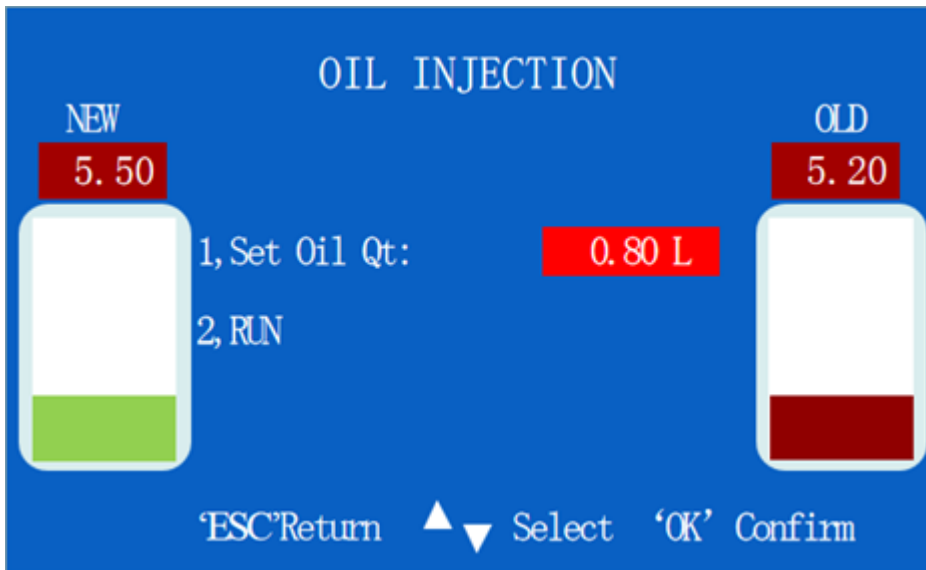 OIL INJECTION
NEW
OLD
5.50
5.20
1,Set Oil Qt: 0.80 L
2,RUN
‘ESC’Return ▲▼ Select ‘OK’ Confirm